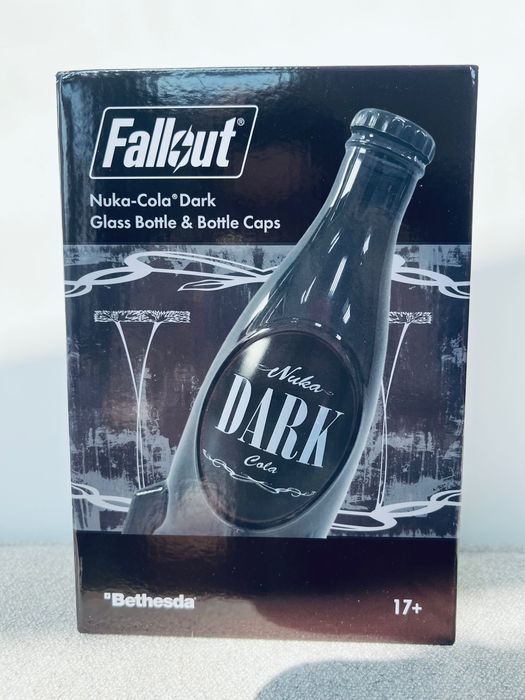 Fallout®
Nuka-Cola® Dark
Glass Bottle & Bottle Caps
Nuka
DARK
Cola
Bethesda
17+